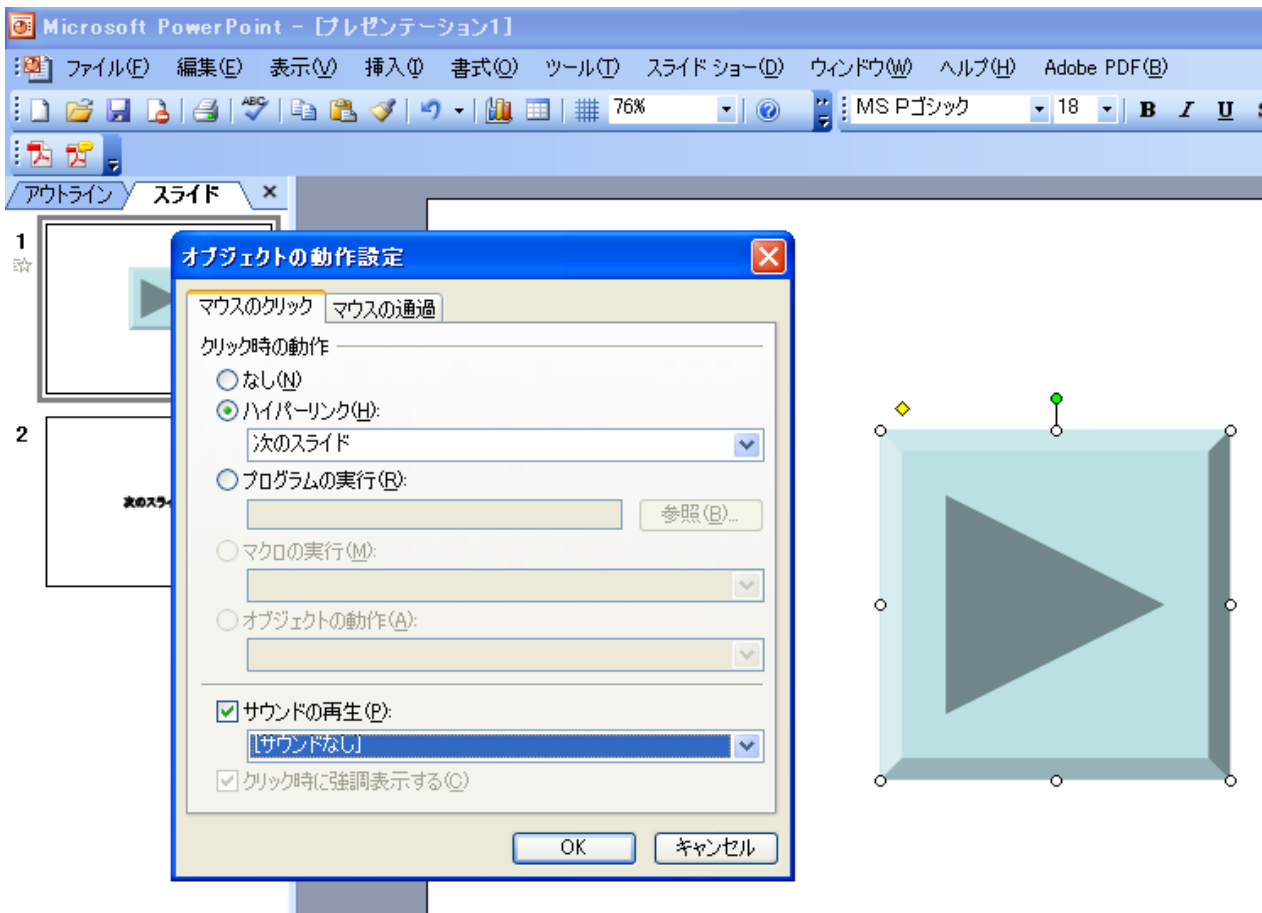 Microsoft PowerPoint - [プレゼンテーション1]
ファイル(F) 編集(E) 表示(V) 挿入(I) 書式(O) ツール(T) スライド ショー(D) ウィンドウ(W) ヘルプ(H) Adobe PDF(B)
ABC 76% MS Pゴシック 18 B I U S
アウトライン スライド ×
1
オブジェクトの動作設定
マウスのクリック マウスの通過
クリック時の動作
なし(N)
ハイパーリンク(H):
次のスライド
2
プログラムの実行(R):
次のスライ
参照(B)...
マクロの実行(M):
オブジェクトの動作(A):
サウンドの再生(P):
[サウンドなし]
クリック時に強調表示する(C)
OK キャンセル